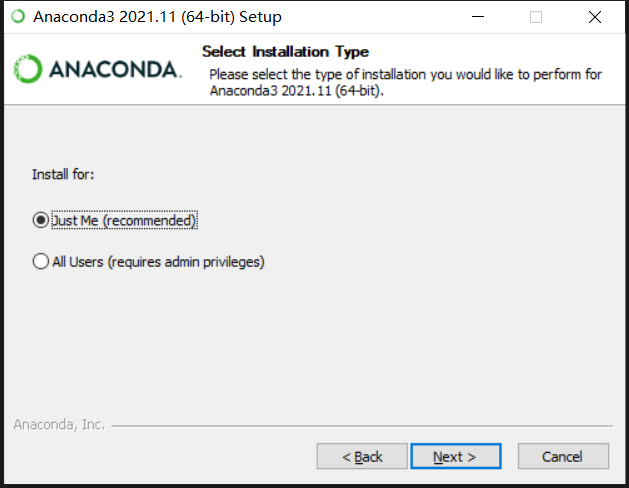 Anaconda3 2021.11 (64-bit) Setup
ANACONDA.
Select Installation Type
Please select the type of installation you would like to perform for
Anaconda3 2021.11 (64-bit).
Install for:
Just Me (recommended)
All Users (requires admin privileges)
Anaconda, Inc.
< Back Next > Cancel